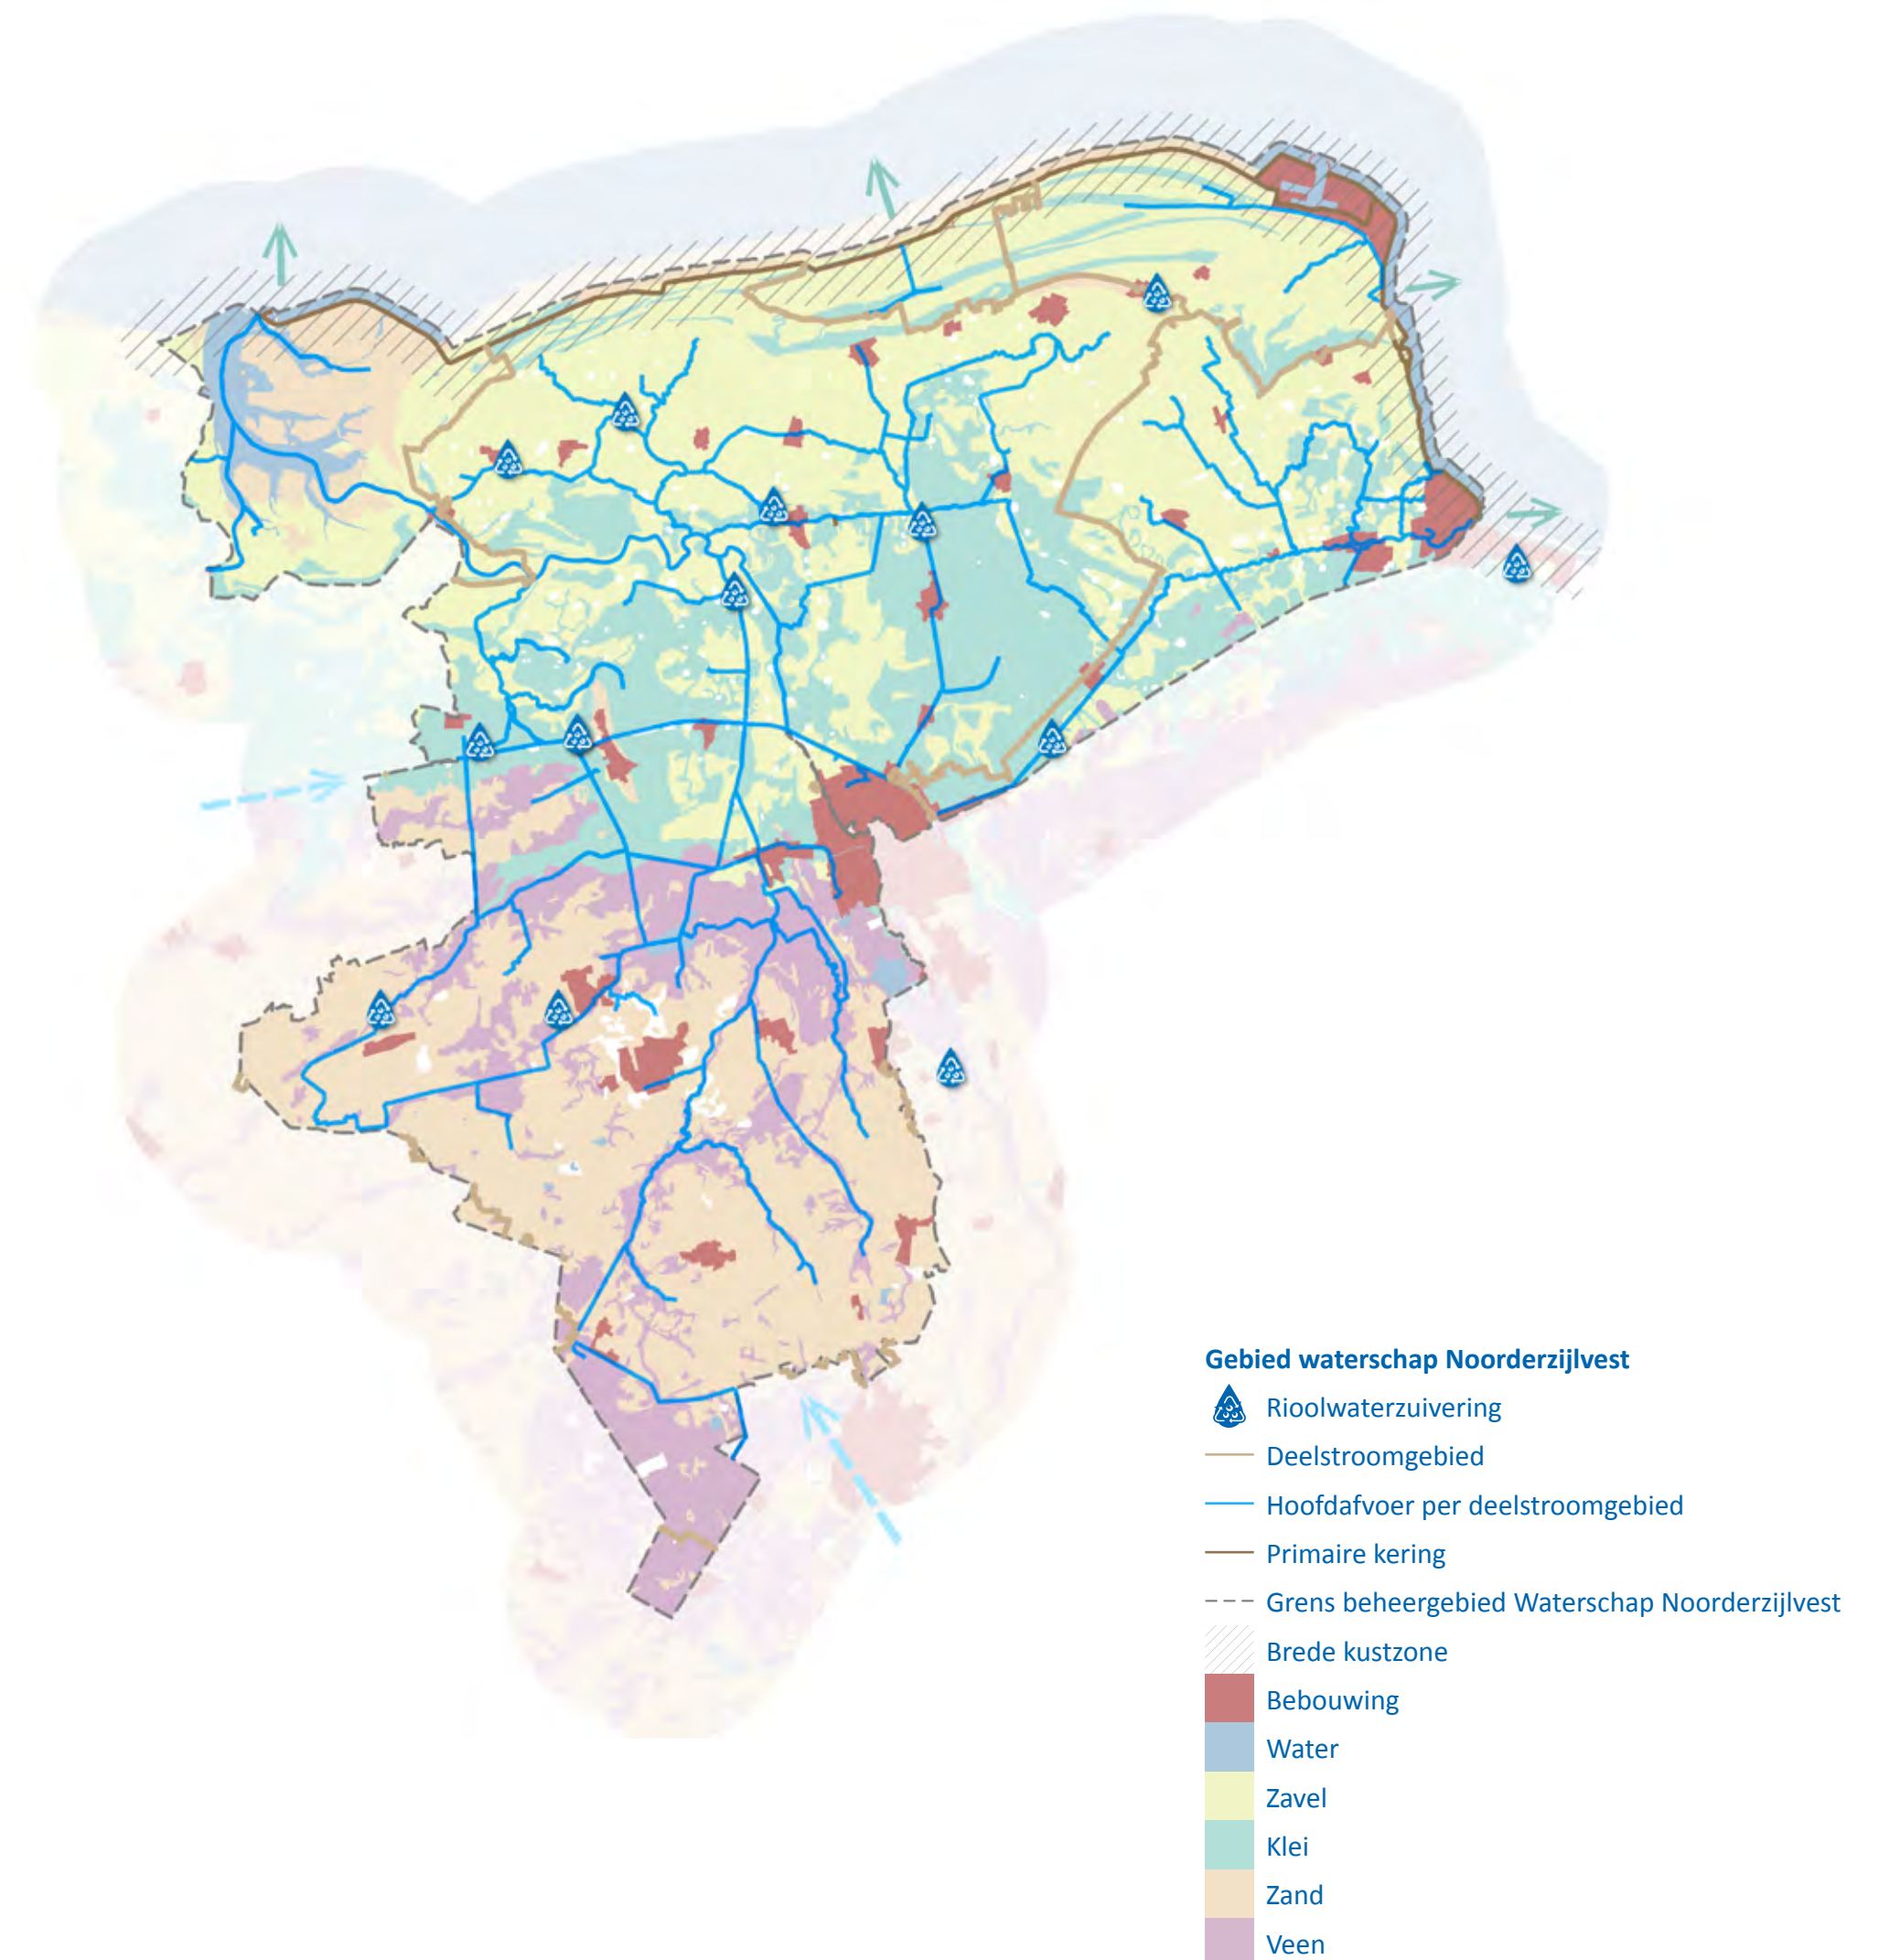 Gebied waterschap Noorderzijlvest
Rioolwaterzuivering
Deelstroomgebied
Hoofdafvoer per deelstroomgebied
Primaire kering
Grens beheergebied Waterschap Noorderzijlvest
Brede kustzone
Bebouwing
Water
Zavel
Klei
Zand
Veen